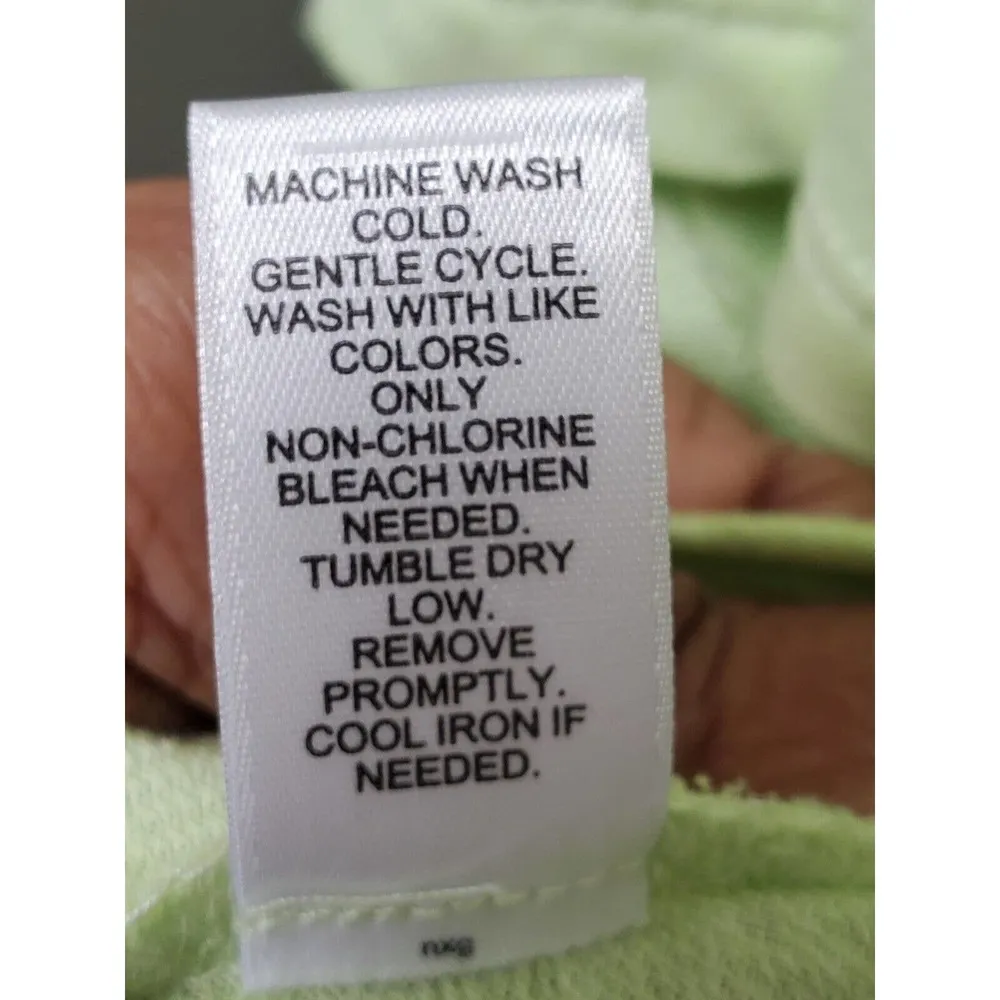 MACHINE WASH
COLD.
GENTLE CYCLE.
WASH WITH LIKE
COLORS.
ONLY
NON-CHLORINE
BLEACH WHEN
NEEDED.
TUMBLE DRY
LOW.
REMOVE
PROMPTLY.
COOL IRON IF
NEEDED.